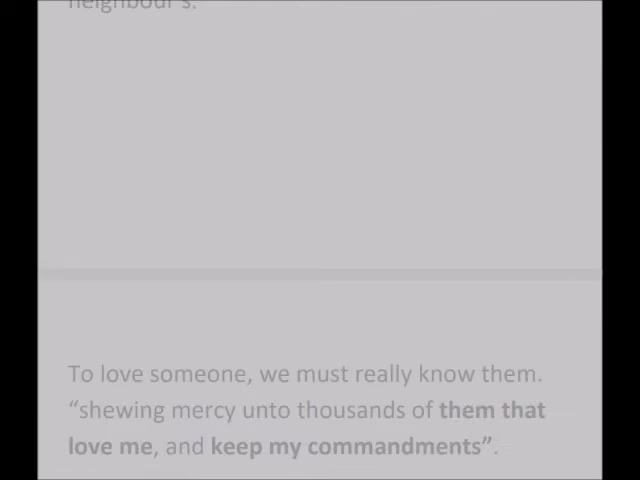 neighbour's.
To love someone, we must really know them.
“shewing mercy unto thousands of them that
love me, and keep my commandments”.